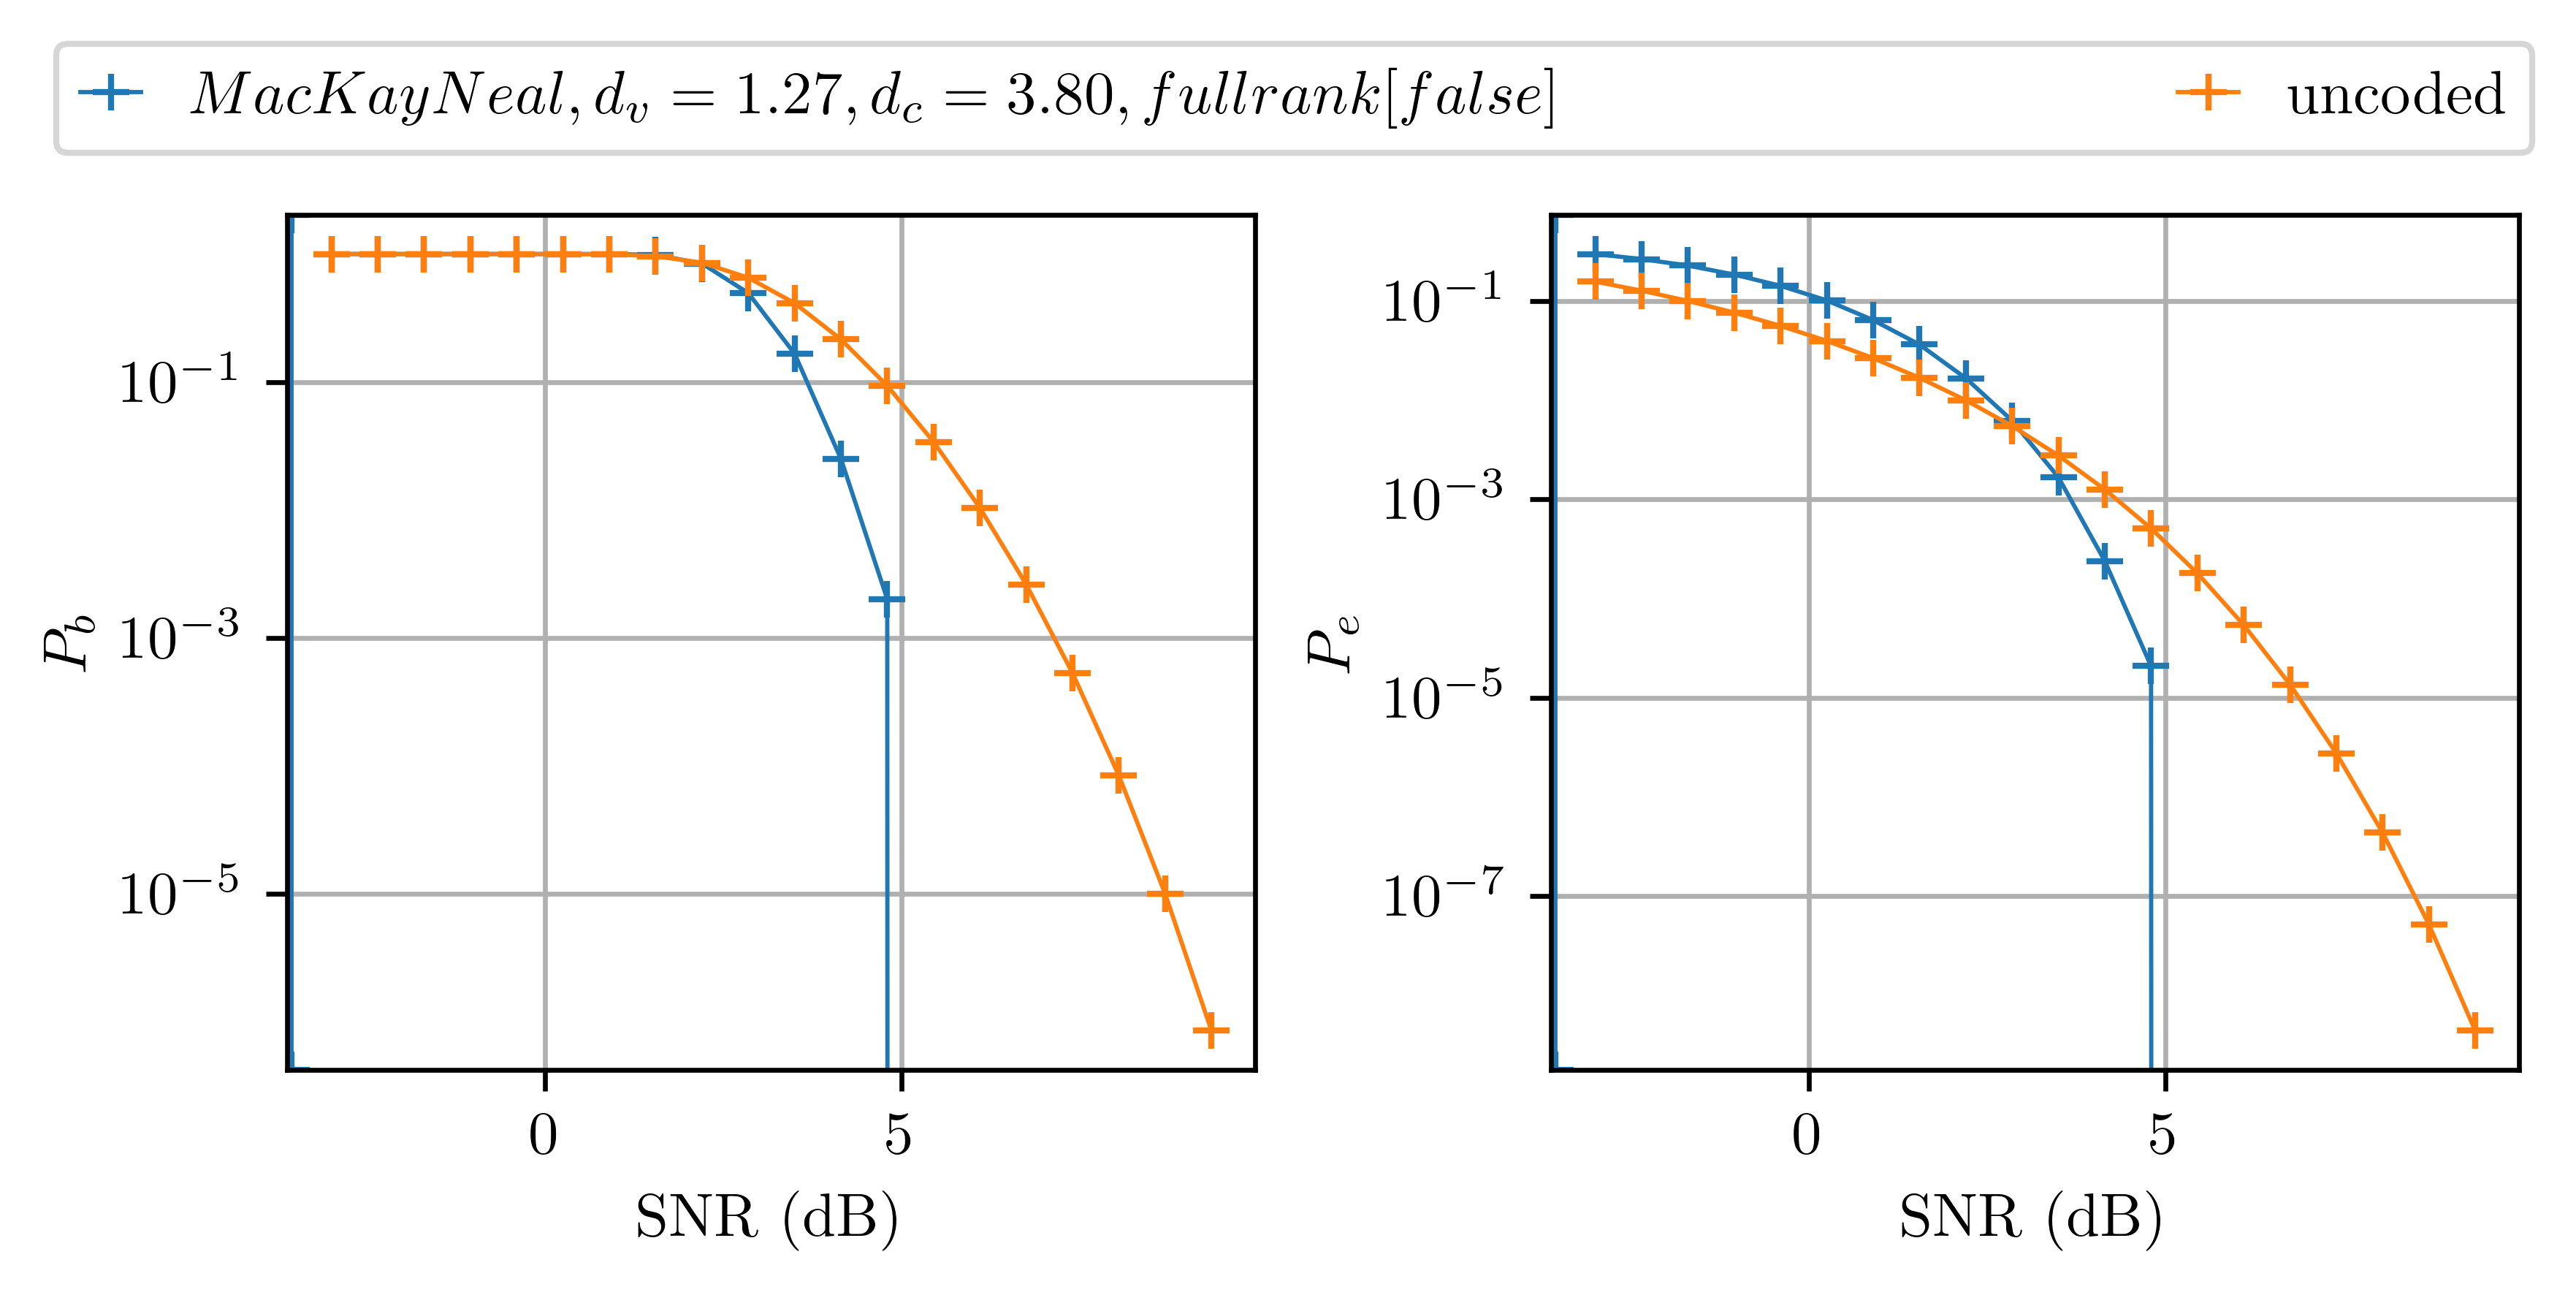 MacKayNeal, d_v = 1.27, d_c = 3.80, fullrank[false]
uncoded
P_b
10^{-1}
10^{-3}
10^{-5}
0 5
SNR (dB)
P_e
10^{-1}
10^{-3}
10^{-5}
10^{-7}
0 5
SNR (dB)